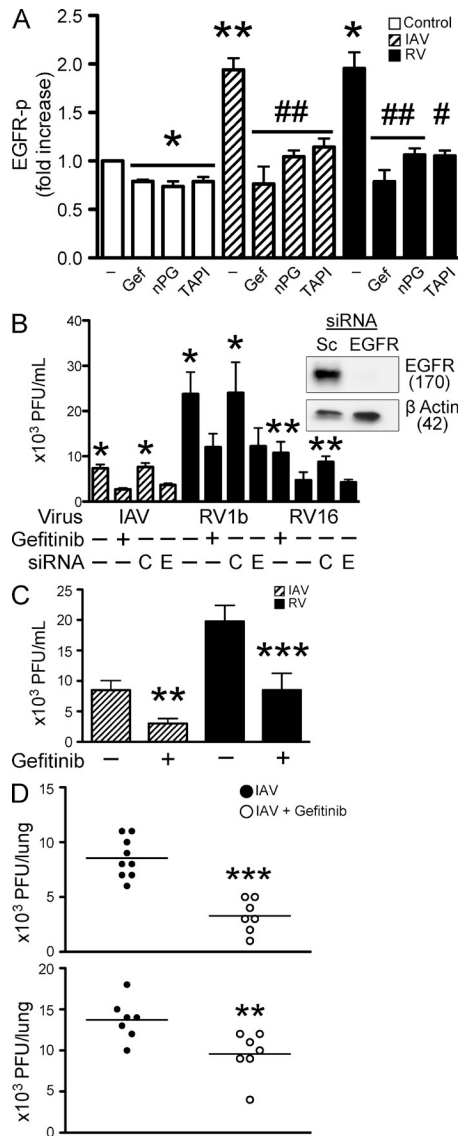 A
□ Control
▨ IAV
■ RV
EGFR-p
(fold increase)
2.5
2.0
1.5
1.0
0.5
0.0
*
**
##
*
##
#
– Gef nPG TAPI – Gef nPG TAPI – Gef nPG TAPI
B
x10³ PFU/mL
40
30
20
10
0
* * * * ** **
siRNA
Sc EGFR
EGFR
(170)
β Actin
(42)
Virus IAV RV1b RV16
Gefitinib – + – – – + – – + – – –
siRNA – – C E – – C E – – C E
C
▨ IAV
■ RV
x10³ PFU/mL
25
20
15
10
5
0
** ***
Gefitinib – + – +
D
● IAV
○ IAV + Gefitinib
x10³ PFU/lung
15
10
5
0
***
x10³ PFU/lung
20
15
10
5
0
**